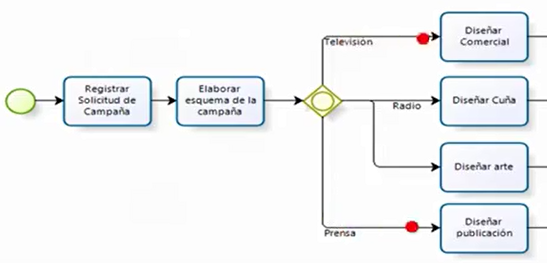 Registrar
Solicitud de
Campaña
Elaborar
esquema de la
campaña
Televisión
Diseñar
Comercial
Radio
Diseñar Cuña
Diseñar arte
Prensa
Diseñar
publicación